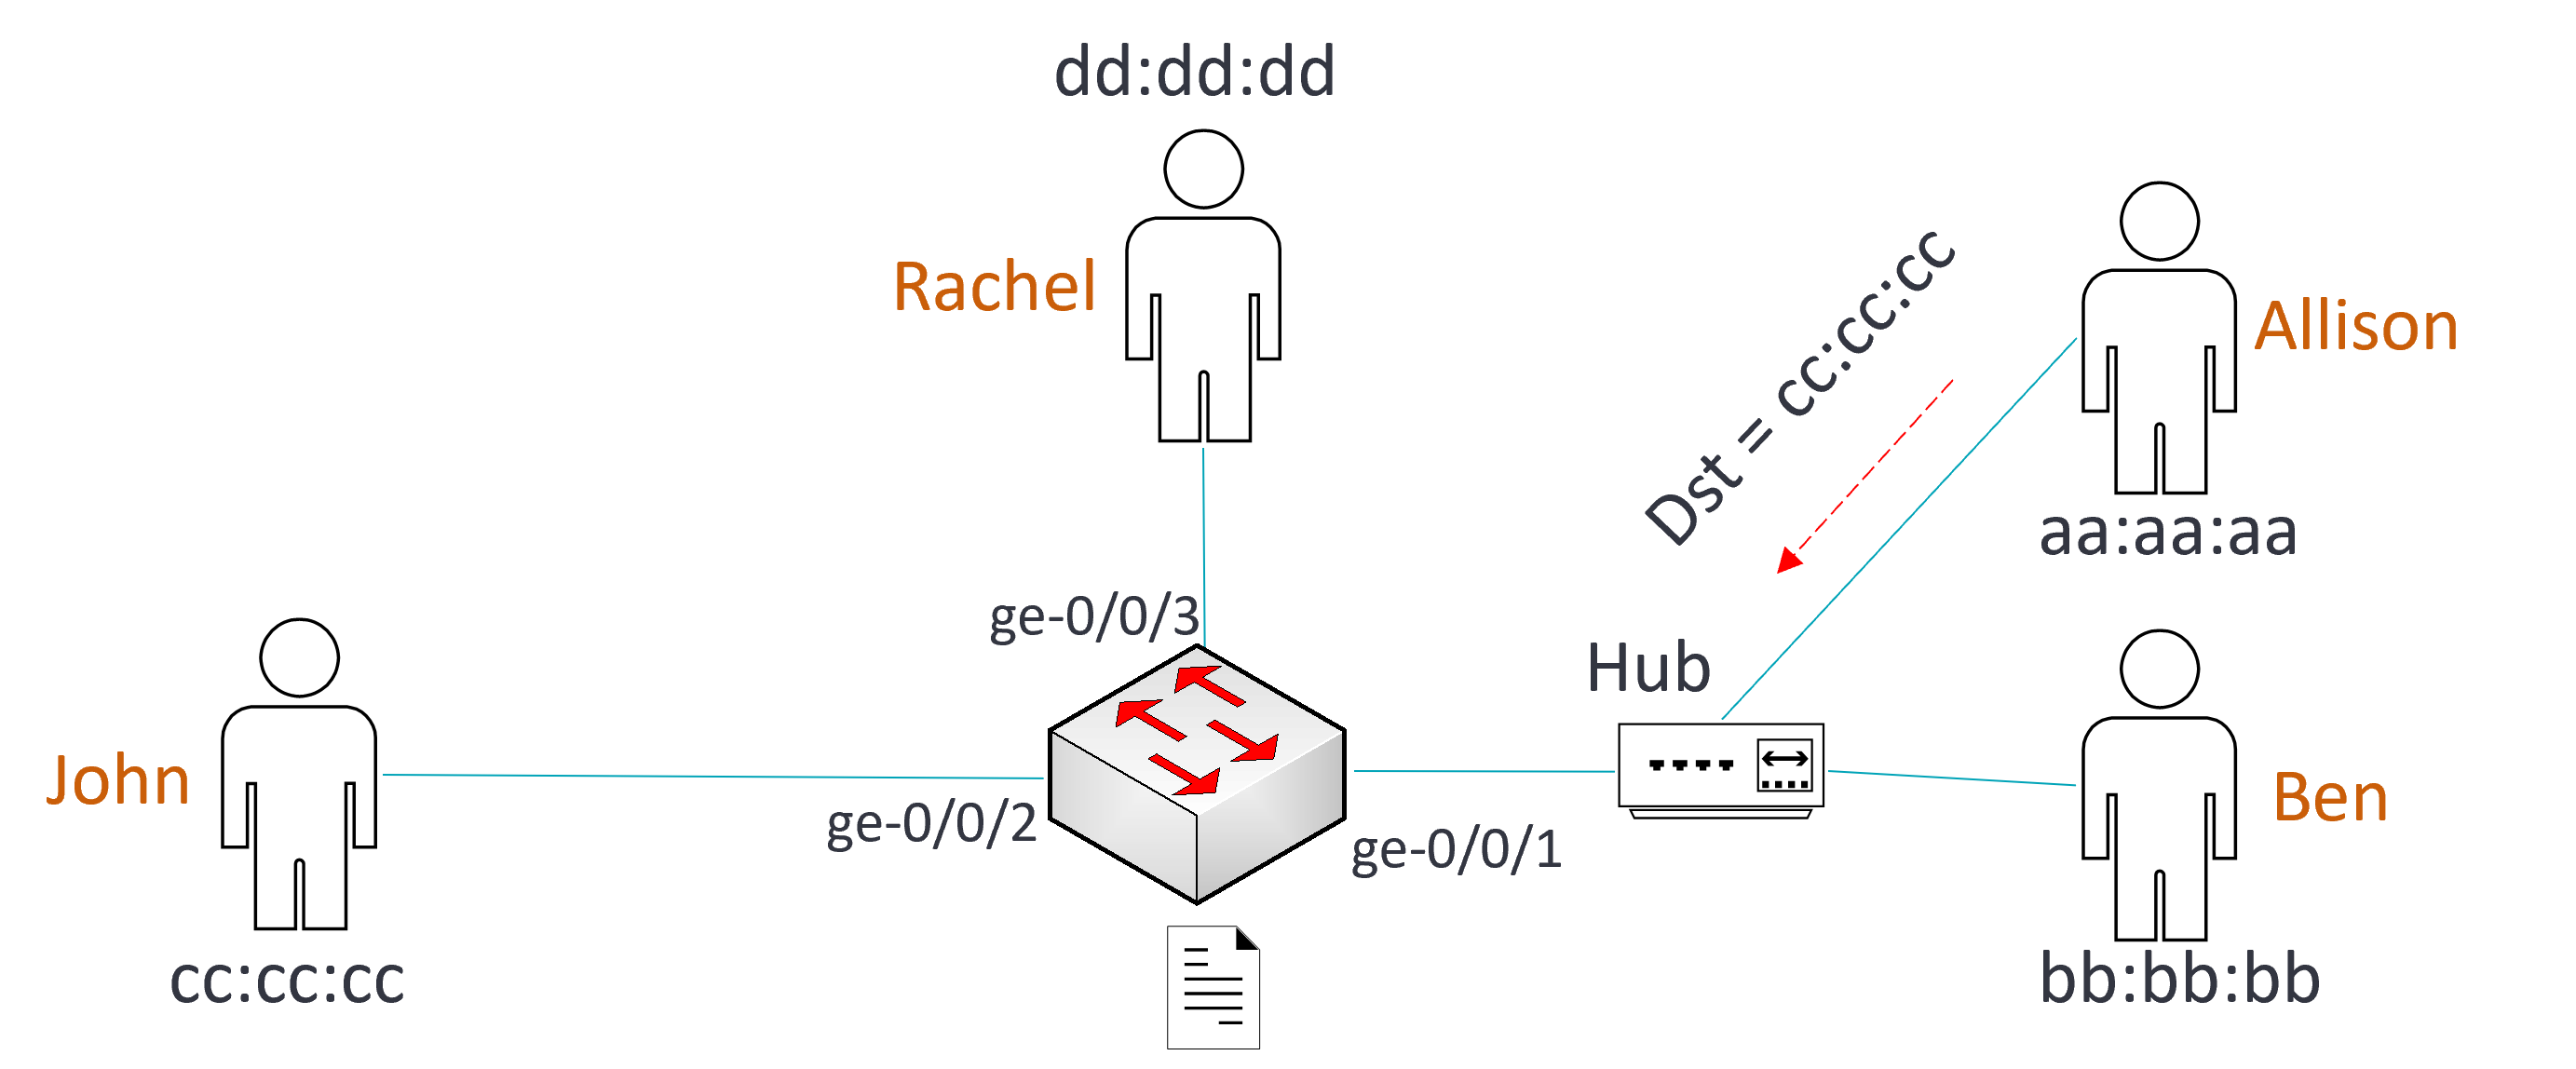 dd:dd:dd
Rachel
Allison
Dst = cc:cc:cc
aa:aa:aa
ge-0/0/3
Hub
John
Ben
ge-0/0/2
ge-0/0/1
cc:cc:cc
bb:bb:bb